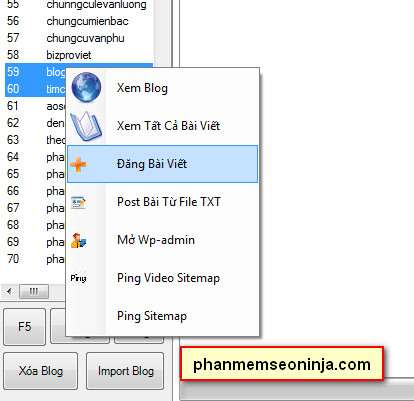 55 chunngculevanluong
56 chungcumienbac
57 chungcuvanphu
58 bizproviet
59 blog
60 timc
61 aoso
62 den
63 theo
64 pha
65 pha
66 pha
67 pha
68 pha
69 pha
70 pha
Xem Blog
Xem Tất Cả Bài Viết
Đăng Bài Viết
Post Bài Từ File TXT
Mở Wp-admin
Ping Ping Video Sitemap
Ping Sitemap
F5
Xóa Blog Import Blog
phanmemseoninja.com